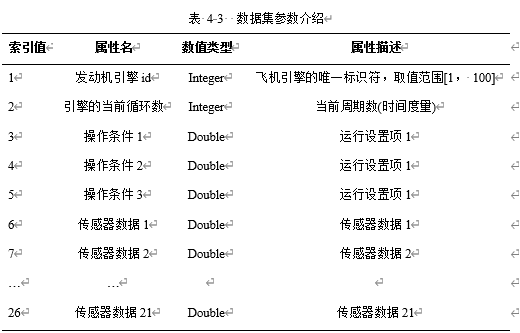 表 4-3 数据集参数介绍
索引值 属性名 数值类型 属性描述
1 发动机引擎 id Integer 飞机引擎的唯一标识符，取值范围[1， 100]
2 引擎的当前循环数 Integer 当前周期数(时间度量)
3 操作条件 1 Double 运行设置项 1
4 操作条件 2 Double 运行设置项 1
5 操作条件 3 Double 运行设置项 1
6 传感器数据 1 Double 传感器数据 1
7 传感器数据 2 Double 传感器数据 2
… …
26 传感器数据 21 Double 传感器数据 21